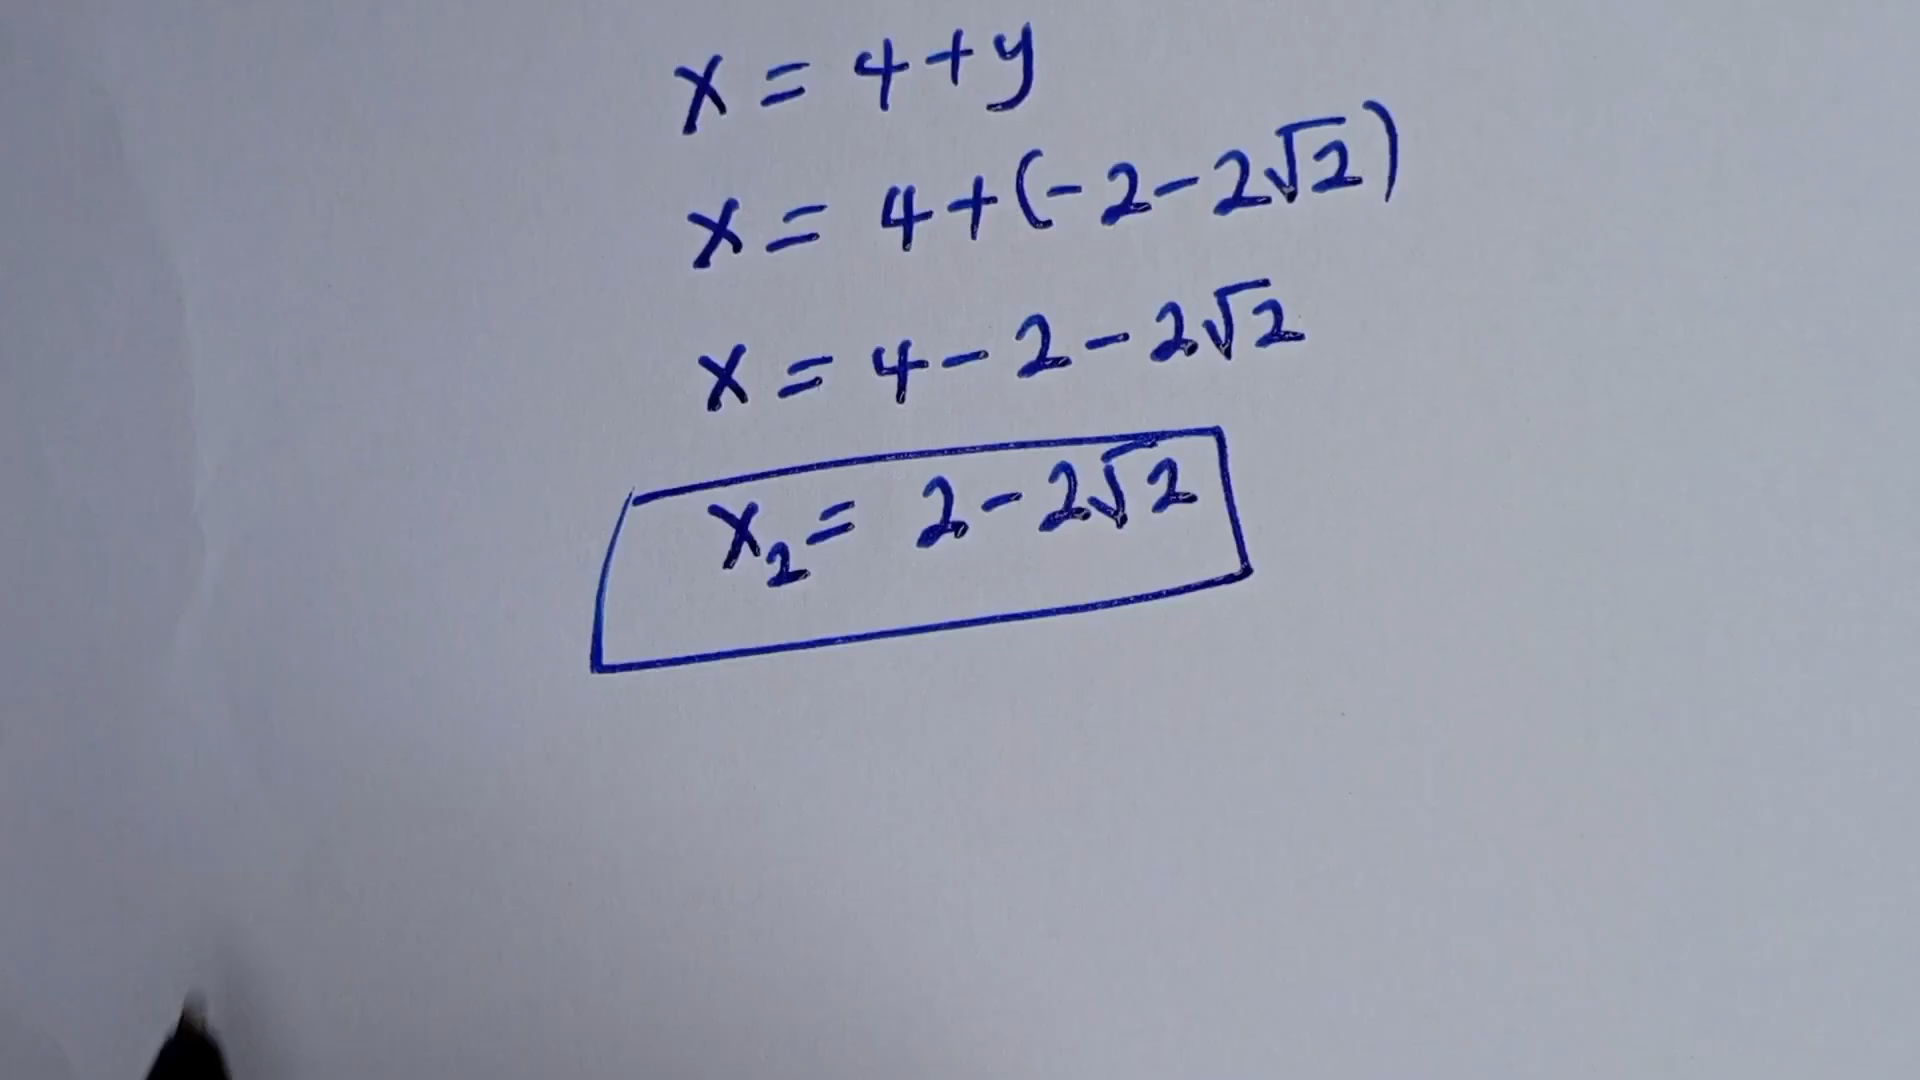 x = 4 + y
x = 4 + (-2 - 2√2)
x = 4 - 2 - 2√2
x₂ = 2 - 2√2